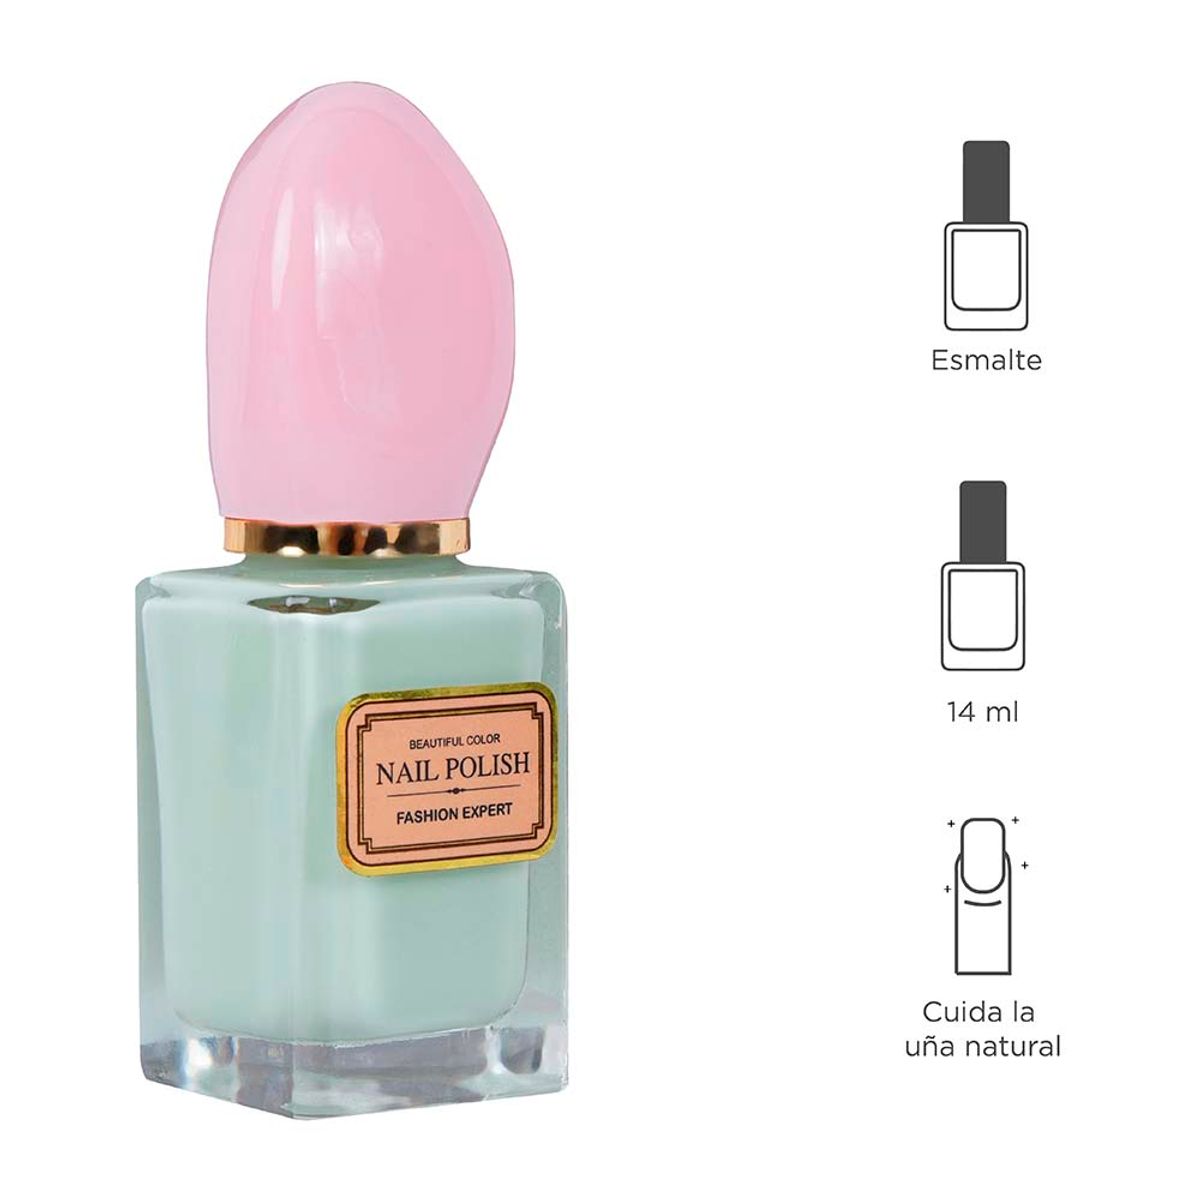 BEAUTIFUL COLOR
NAIL POLISH
FASHION EXPERT
Esmalte
14 ml
Cuida la
uña natural